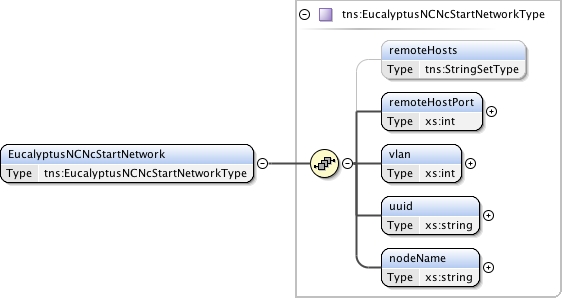 tns:EucalyptusNCNcStartNetworkType
remoteHosts
Type tns:StringSetType
remoteHostPort
Type xs:int
EucalyptusNCNcStartNetwork
Type tns:EucalyptusNCNcStartNetworkType
vlan
Type xs:int
uuid
Type xs:string
nodeName
Type xs:string